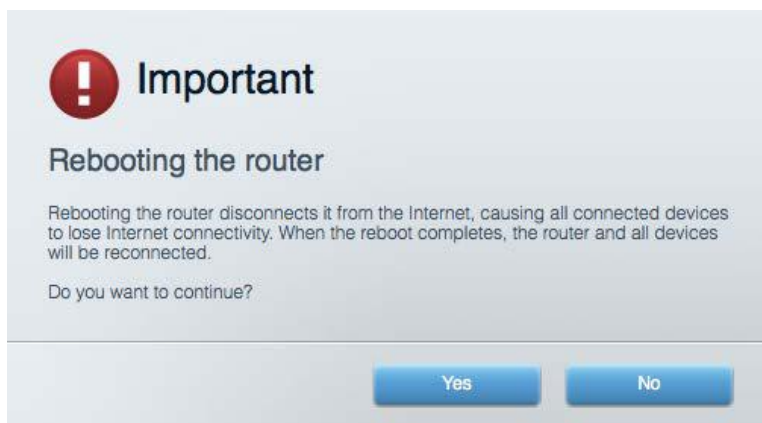 Important
Rebooting the router
Rebooting the router disconnects it from the Internet, causing all connected devices
to lose Internet connectivity. When the reboot completes, the router and all devices
will be reconnected.
Do you want to continue?
Yes
No